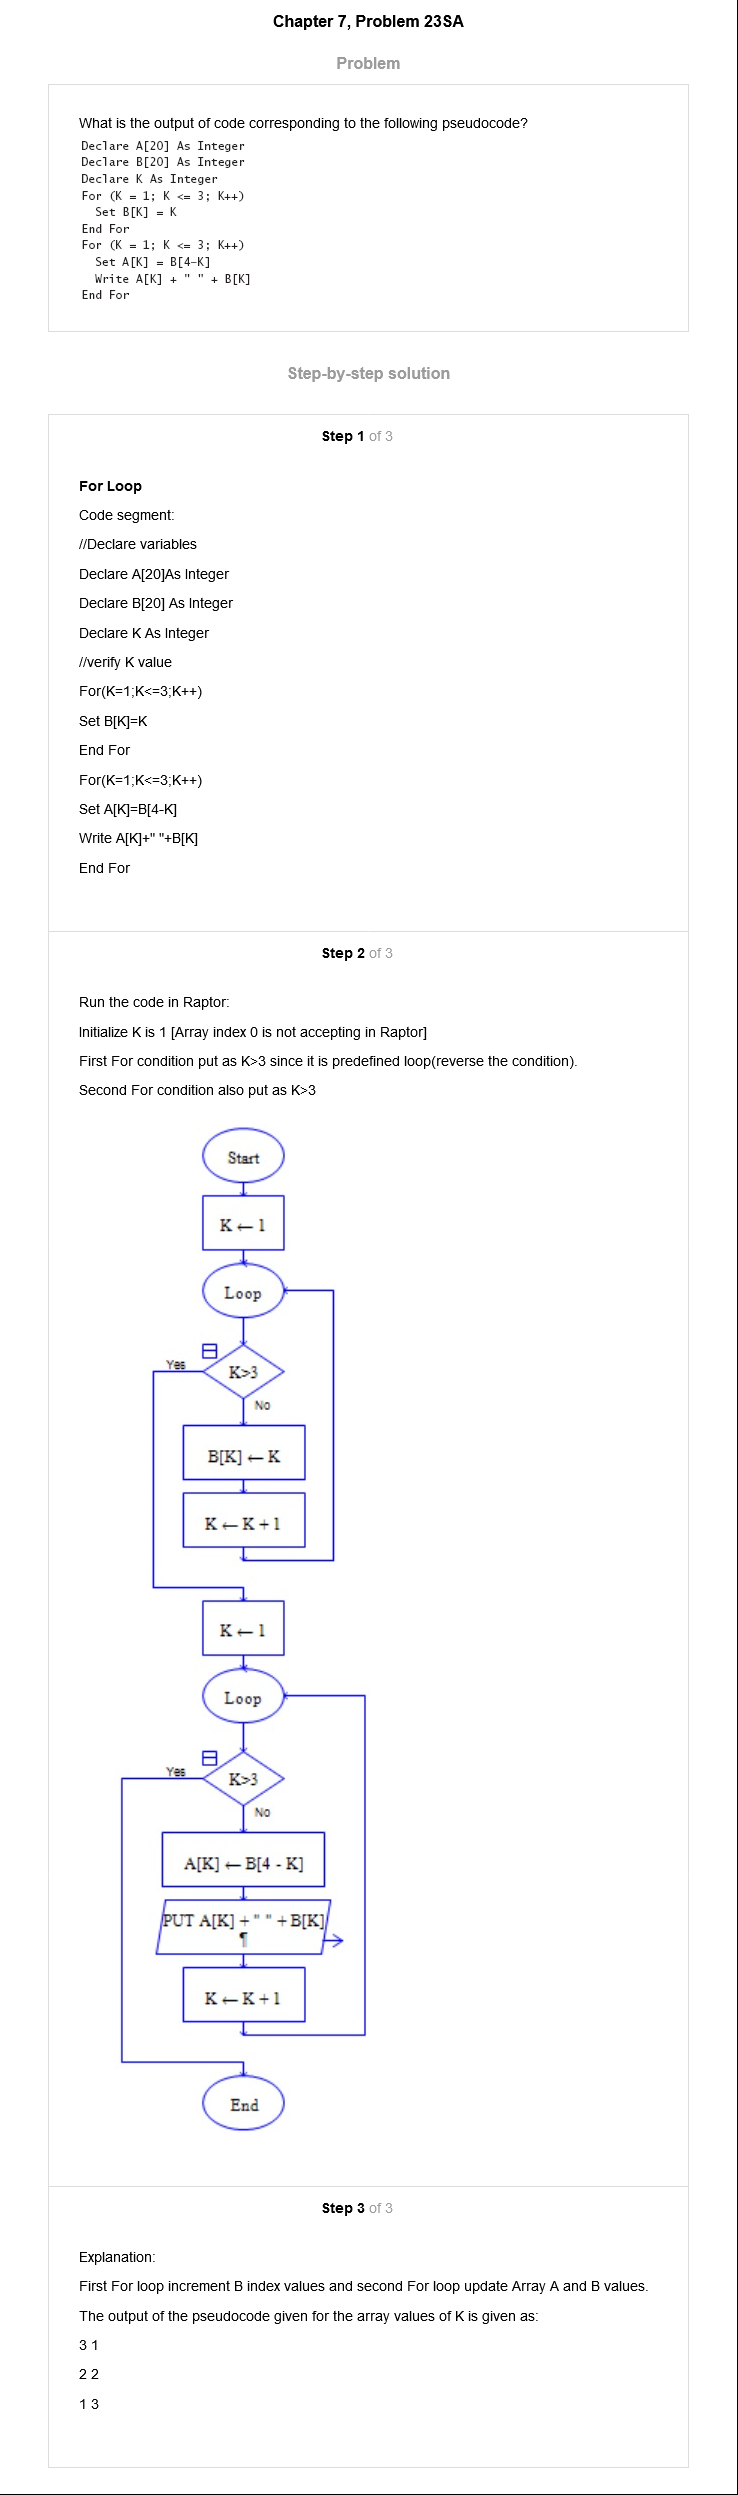 Chapter 7, Problem 23SA
Problem
What is the output of code corresponding to the following pseudocode?
Declare A[20] As Integer
Declare B[20] As Integer
Declare K As Integer
For (K = 1; K <= 3; K++)
  Set B[K] = K
End For
For (K = 1; K <= 3; K++)
  Set A[K] = B[4-K]
  Write A[K] + " " + B[K]
End For
Step-by-step solution
Step 1 of 3
For Loop
Code segment:
//Declare variables
Declare A[20]As Integer
Declare B[20] As Integer
Declare K As Integer
//verify K value
For(K=1;K<=3;K++)
Set B[K]=K
End For
For(K=1;K<=3;K++)
Set A[K]=B[4-K]
Write A[K]+" "+B[K]
End For
Step 2 of 3
Run the code in Raptor:
Initialize K is 1 [Array index 0 is not accepting in Raptor]
First For condition put as K>3 since it is predefined loop(reverse the condition).
Second For condition also put as K>3
Start
K ← 1
Loop
Yes
K>3
No
B[K] ← K
K ← K + 1
K ← 1
Loop
Yes
K>3
No
A[K] ← B[4 - K]
PUT A[K] + " " + B[K]
¶
K ← K + 1
End
Step 3 of 3
Explanation:
First For loop increment B index values and second For loop update Array A and B values.
The output of the pseudocode given for the array values of K is given as:
3 1
2 2
1 3